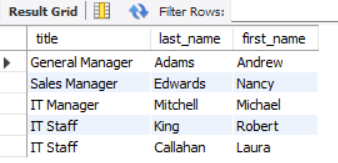 Result Grid Filter Rows:
title last_name first_name
General Manager Adams Andrew
Sales Manager Edwards Nancy
IT Manager Mitchell Michael
IT Staff King Robert
IT Staff Callahan Laura